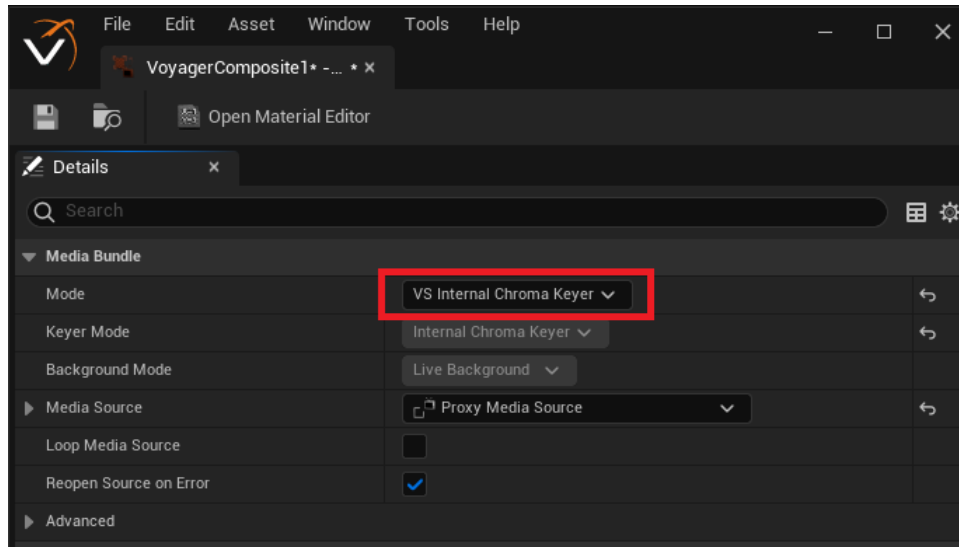 File Edit Asset Window Tools Help
VoyagerComposite1* -... *
Open Material Editor
Details
Search
Media Bundle
Mode VS Internal Chroma Keyer
Keyer Mode Internal Chroma Keyer
Background Mode Live Background
Media Source Proxy Media Source
Loop Media Source
Reopen Source on Error
Advanced